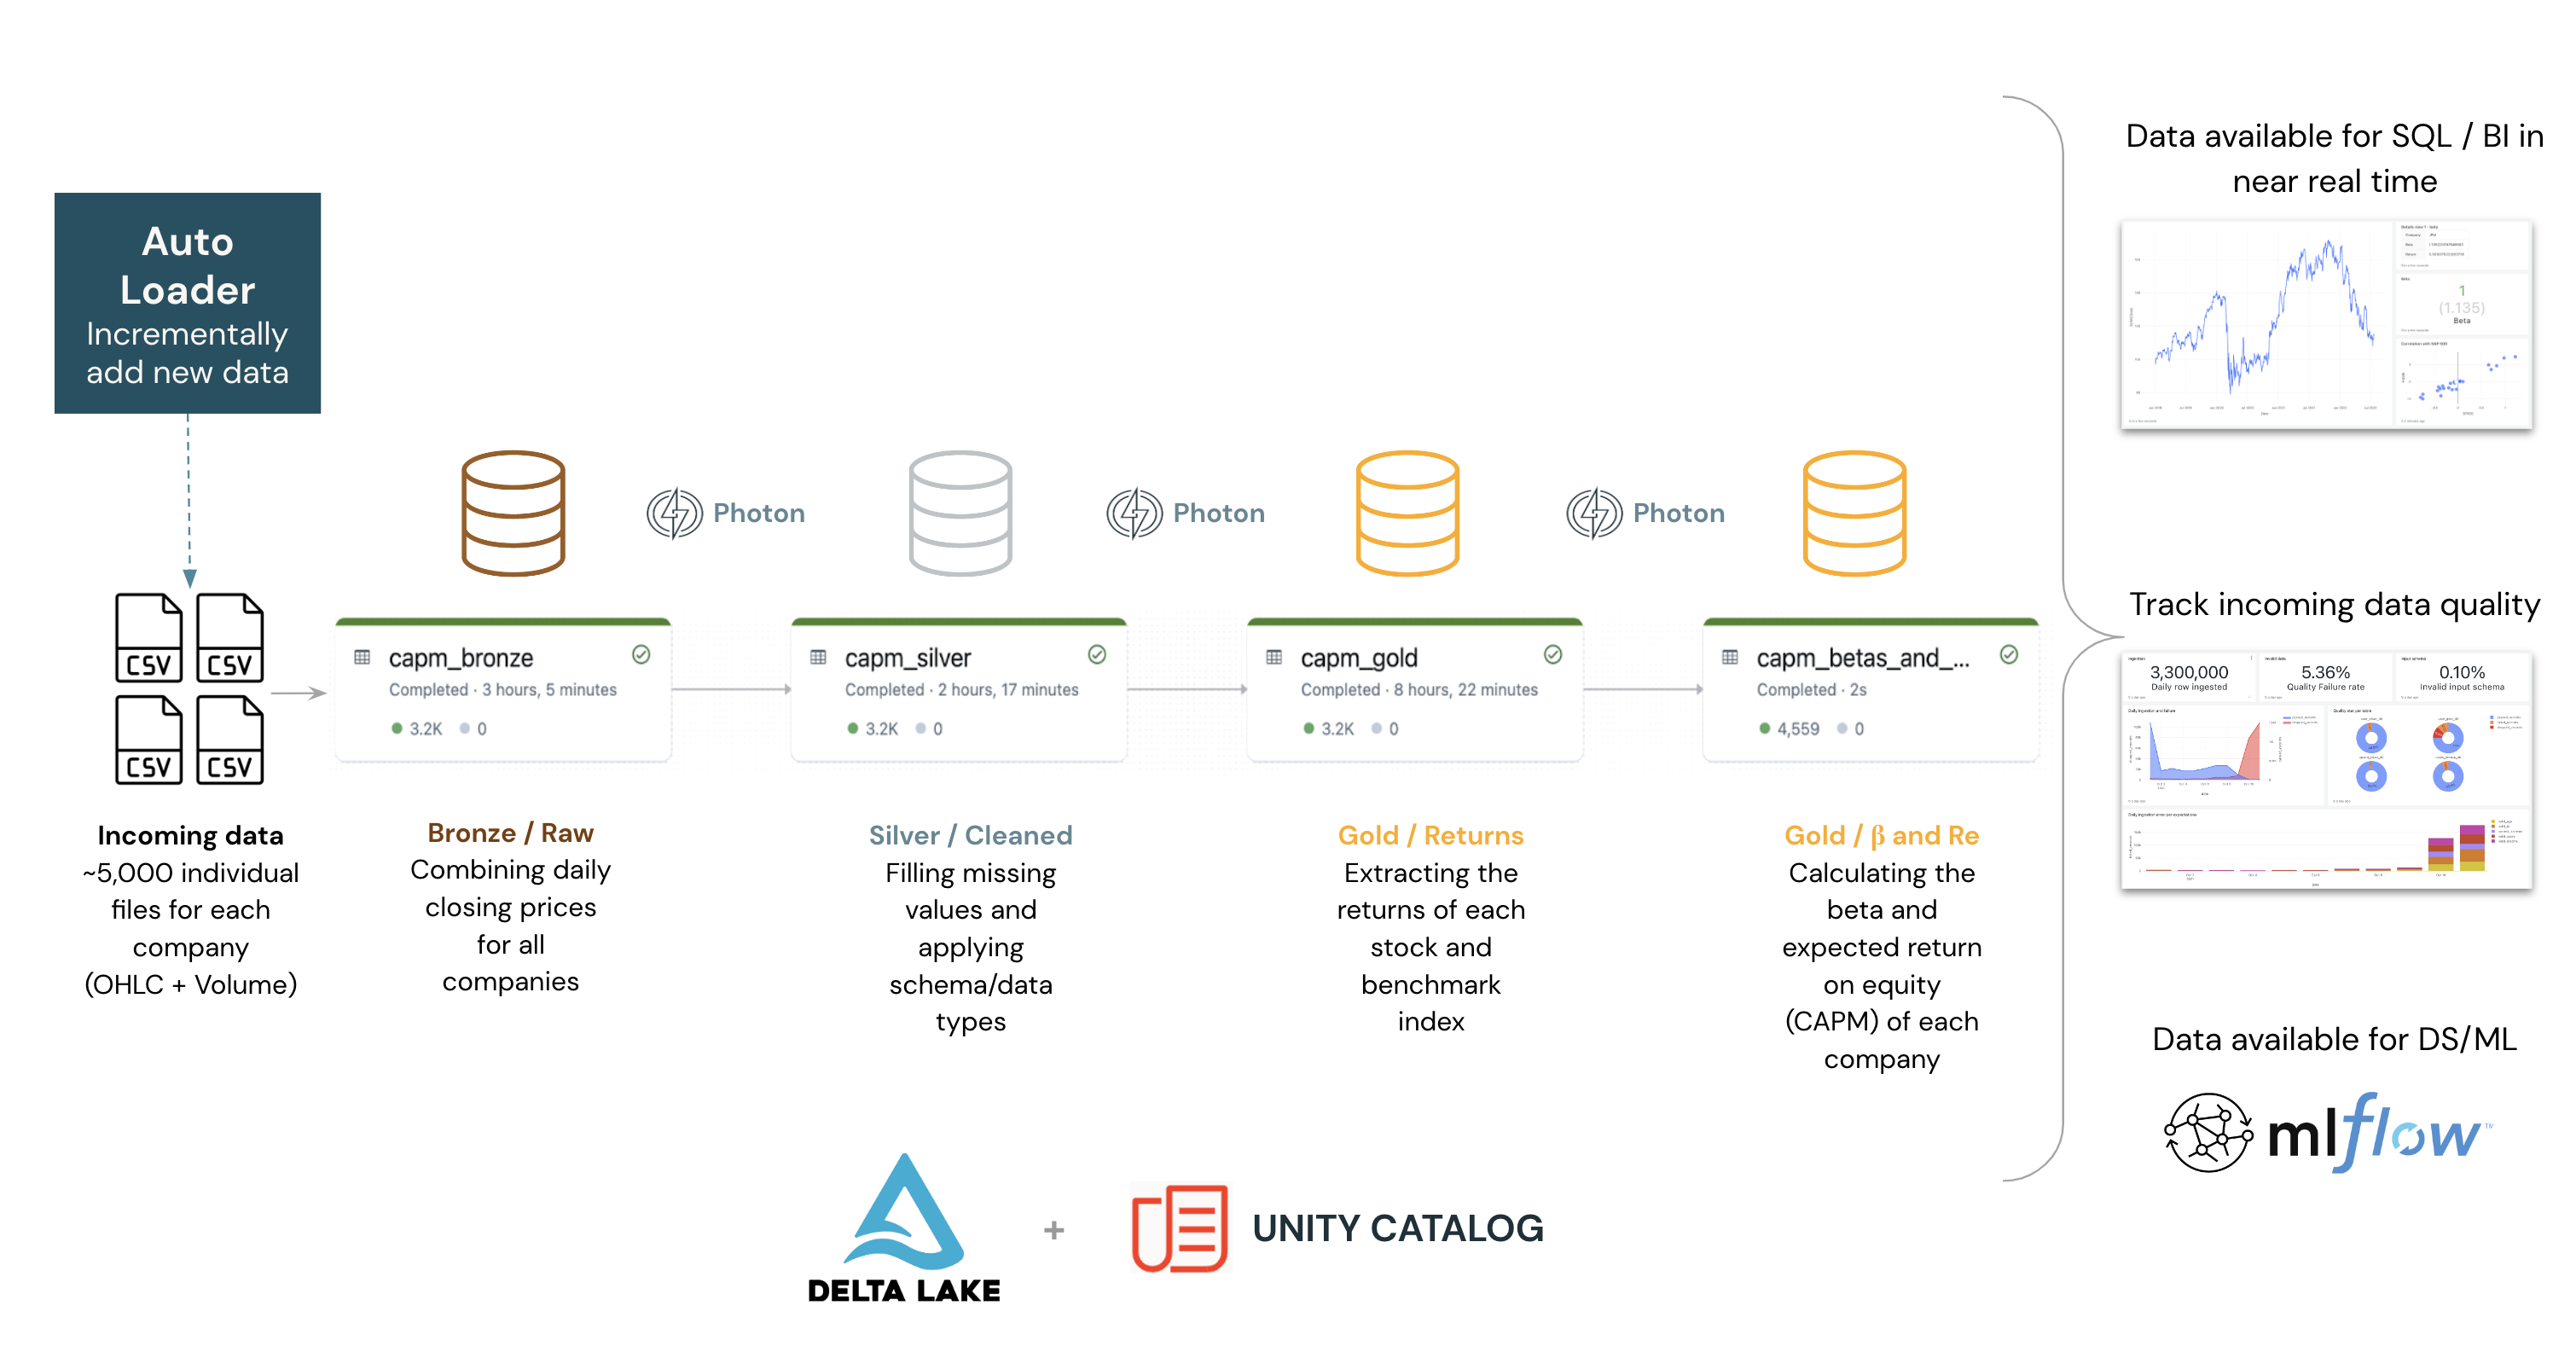 Auto
Loader
Incrementally
add new data
CSV CSV
CSV CSV
Incoming data
~5,000 individual
files for each
company
(OHLC + Volume)
Photon
Photon
Photon
capm_bronze
Completed · 3 hours, 5 minutes
3.2K 0
capm_silver
Completed · 2 hours, 17 minutes
3.2K 0
capm_gold
Completed · 8 hours, 22 minutes
3.2K 0
capm_betas_and_...
Completed · 2s
4,559 0
Bronze / Raw
Combining daily
closing prices
for all
companies
Silver / Cleaned
Filling missing
values and
applying
schema/data
types
Gold / Returns
Extracting the
returns of each
stock and
benchmark
index
Gold / β and Re
Calculating the
beta and
expected return
on equity
(CAPM) of each
company
DELTA LAKE
+
UNITY CATALOG
Data available for SQL / BI in
near real time
1
(1.135)
Beta
Track incoming data quality
3,300,000
Daily row ingested
5.36%
Quality Failure rate
0.10%
Invalid input schema
Data available for DS/ML
mlflow™